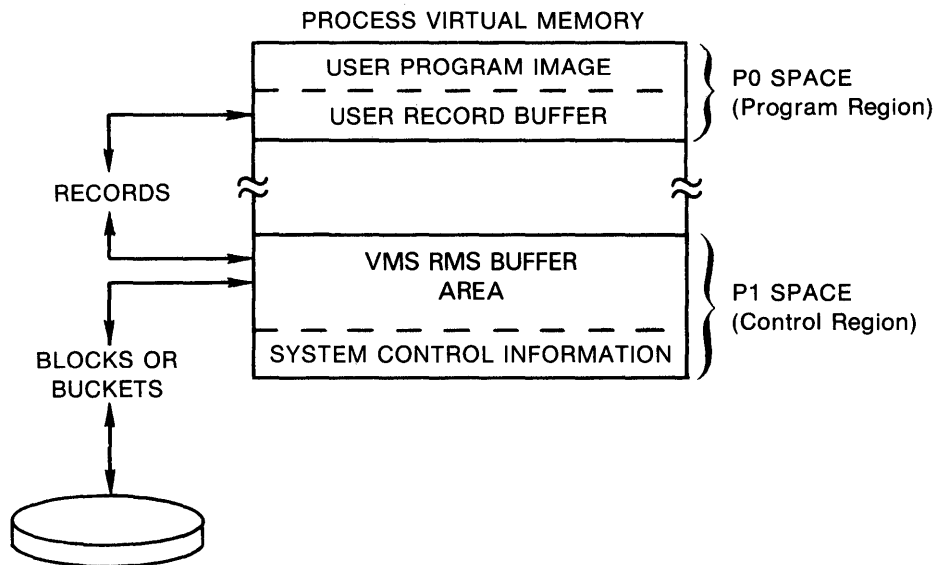 PROCESS VIRTUAL MEMORY
USER PROGRAM IMAGE
USER RECORD BUFFER
P0 SPACE
(Program Region)
RECORDS
VMS RMS BUFFER
AREA
SYSTEM CONTROL INFORMATION
P1 SPACE
(Control Region)
BLOCKS OR
BUCKETS